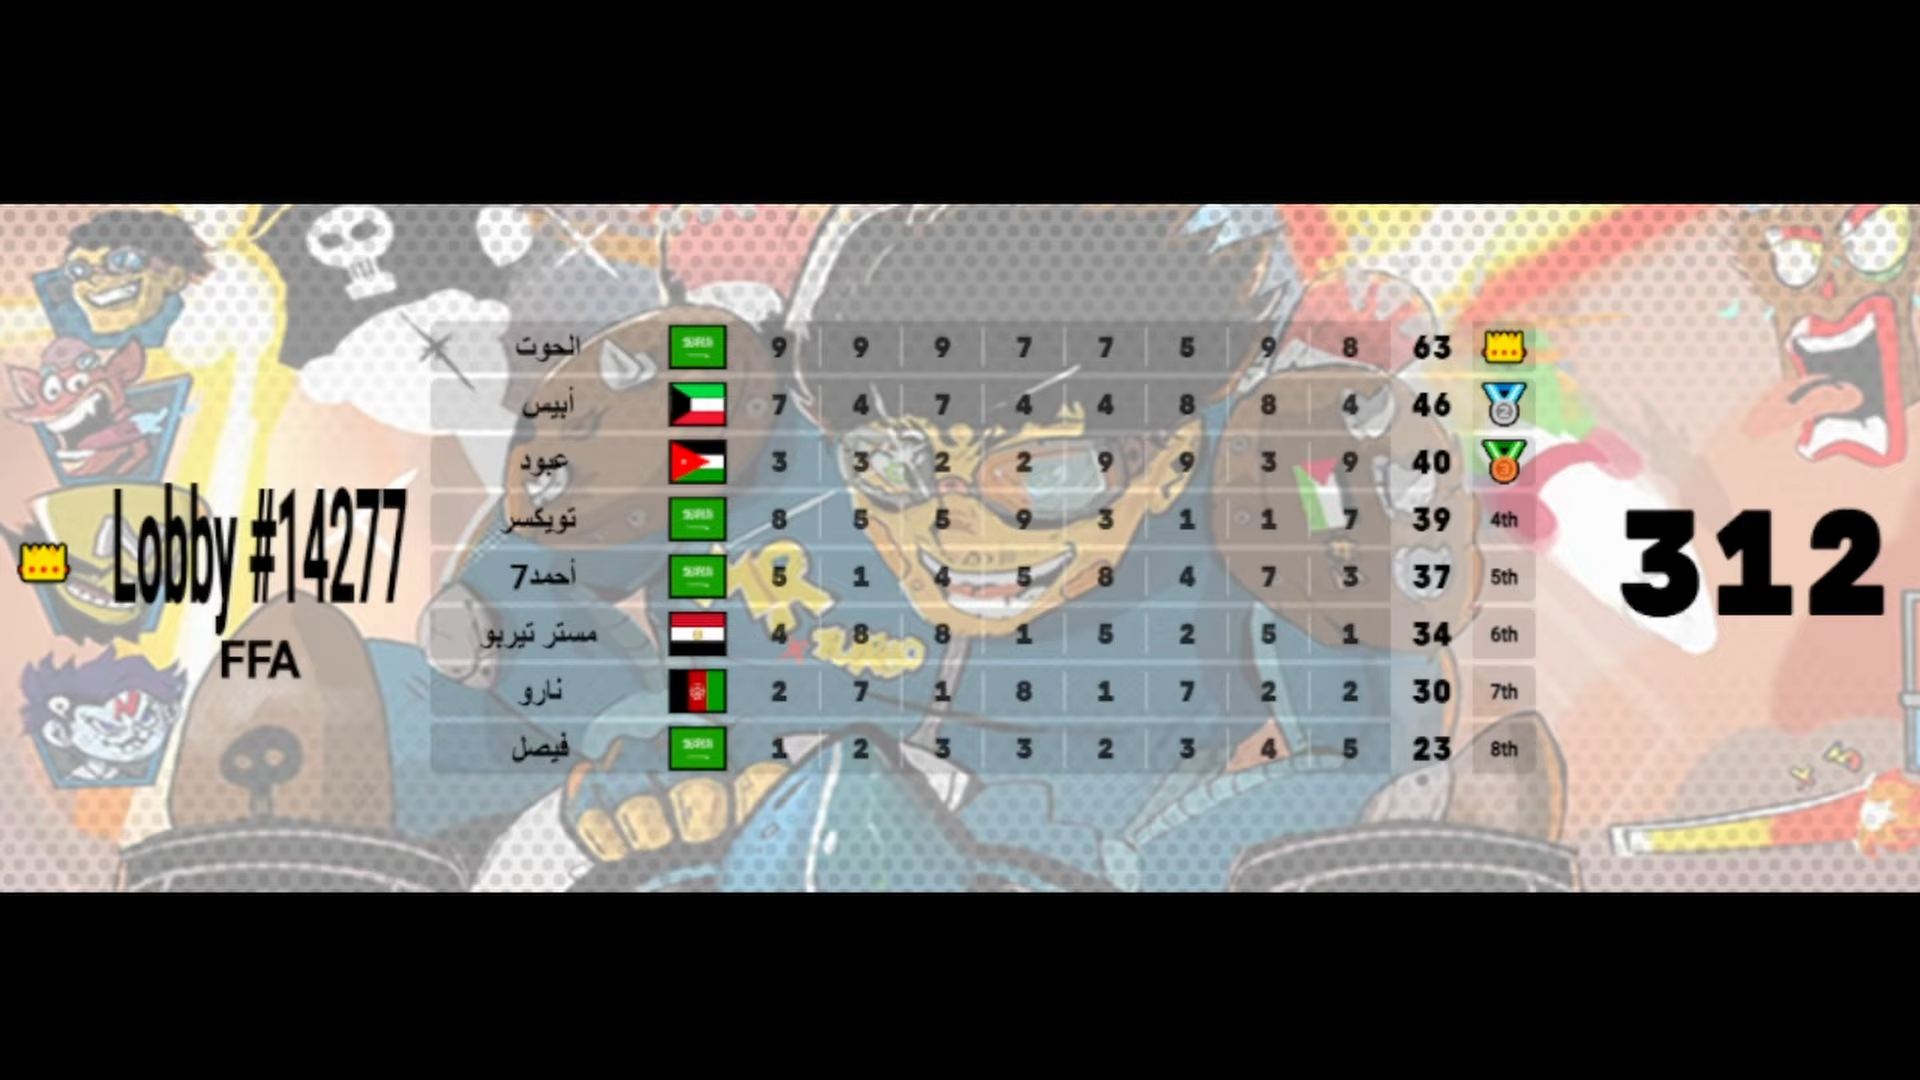 الحوت 9 9 9 7 7 5 9 8 63
أبيس 7 4 7 4 4 8 8 4 46 2
عبود 3 3 2 2 9 9 3 9 40 3
تويكسر 8 5 5 9 3 1 1 7 39 4th
أحمد7 5 1 4 5 8 4 7 3 37 5th
مستر تيربو 4 8 8 1 5 2 5 1 34 6th
نارو 2 7 1 8 1 7 2 2 30 7th
فيصل 1 2 3 3 2 3 4 5 23 8th
Lobby #14277
FFA
312